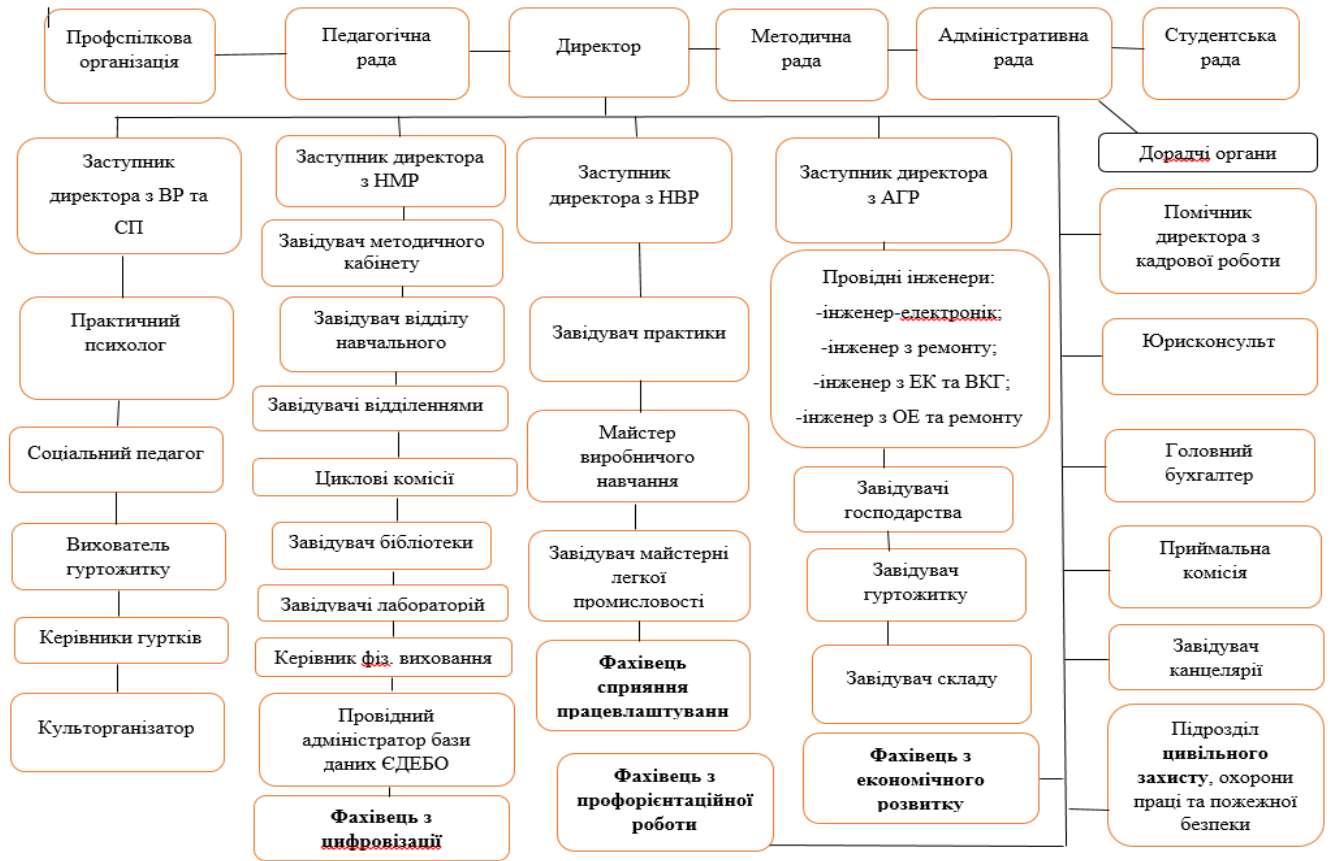 Профспілкова
організація
Педагогічна
рада
Директор
Методична
рада
Адміністративна
рада
Студентська
рада
Дорадчі органи
Заступник
директора з ВР та
СП
Практичний
психолог
Соціальний педагог
Вихователь
гуртожитку
Керівники гуртків
Культорганізатор
Заступник директора
з НМР
Завідувач методичного
кабінету
Завідувач відділу
навчального
Завідувачі відділеннями
Циклові комісії
Завідувач бібліотеки
Завідувачі лабораторій
Керівник фіз. виховання
Провідний
адміністратор бази
даних ЄДЕБО
Фахівець з
цифровізації
Заступник
директора з НВР
Завідувач практики
Майстер
виробничого
навчання
Завідувач майстерні
легкої
промисловості
Фахівець
сприяння
працевлаштуванн
Фахівець з
профорієнтаційної
роботи
Заступник директора
з АГР
Провідні інженери:
-інженер-електронік;
-інженер з ремонту;
-інженер з ЕК та ВКГ;
-інженер з ОЕ та ремонту
Завідувачі
господарства
Завідувач
гуртожитку
Завідувач складу
Фахівець з
економічного
розвитку
Помічник
директора з
кадрової роботи
Юрисконсульт
Головний
бухгалтер
Приймальна
комісія
Завідувач
канцелярії
Підрозділ
цивільного
захисту, охорони
праці та пожежної
безпеки